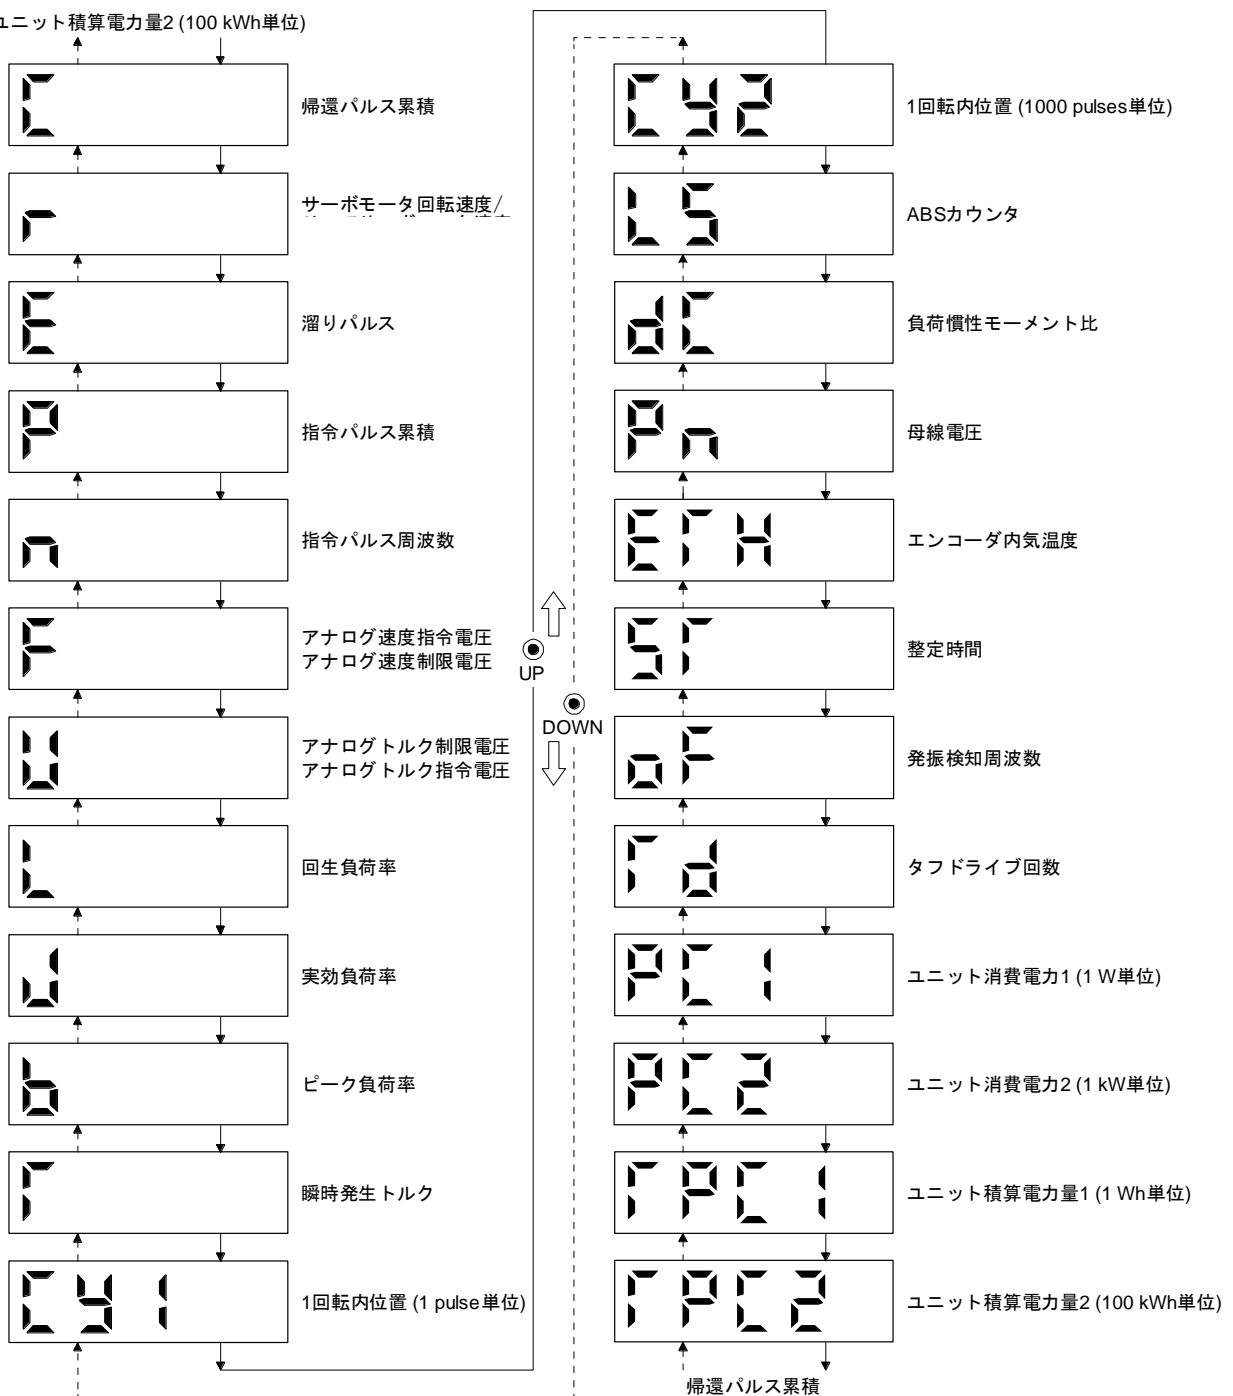 ユニット積算電力量2 (100 kWh単位)
C
帰還パルス累積
r
サーボモータ回転速度/
E
溜りパルス
P
指令パルス累積
n
指令パルス周波数
F
アナログ速度指令電圧
アナログ速度制限電圧
U
アナログトルク制限電圧
アナログトルク指令電圧
L
回生負荷率
J
実効負荷率
b
ピーク負荷率
T
瞬時発生トルク
Cy1
1回転内位置 (1 pulse単位)
UP
DOWN
Cy2
1回転内位置 (1000 pulses単位)
LS
ABSカウンタ
dC
負荷慣性モーメント比
Pn
母線電圧
ETH
エンコーダ内気温度
ST
整定時間
oF
発振検知周波数
Td
タフドライブ回数
PC1
ユニット消費電力1 (1 W単位)
PC2
ユニット消費電力2 (1 kW単位)
TPC1
ユニット積算電力量1 (1 Wh単位)
TPC2
ユニット積算電力量2 (100 kWh単位)
帰還パルス累積